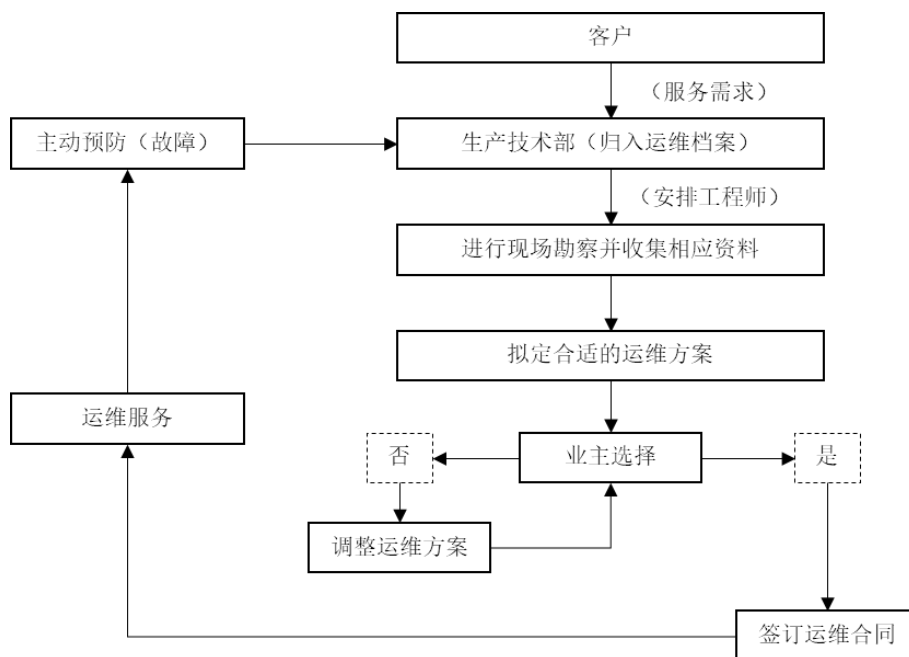 客户
（服务需求）
主动预防（故障）
生产技术部（归入运维档案）
（安排工程师）
进行现场勘察并收集相应资料
拟定合适的运维方案
运维服务
否
业主选择
是
调整运维方案
签订运维合同